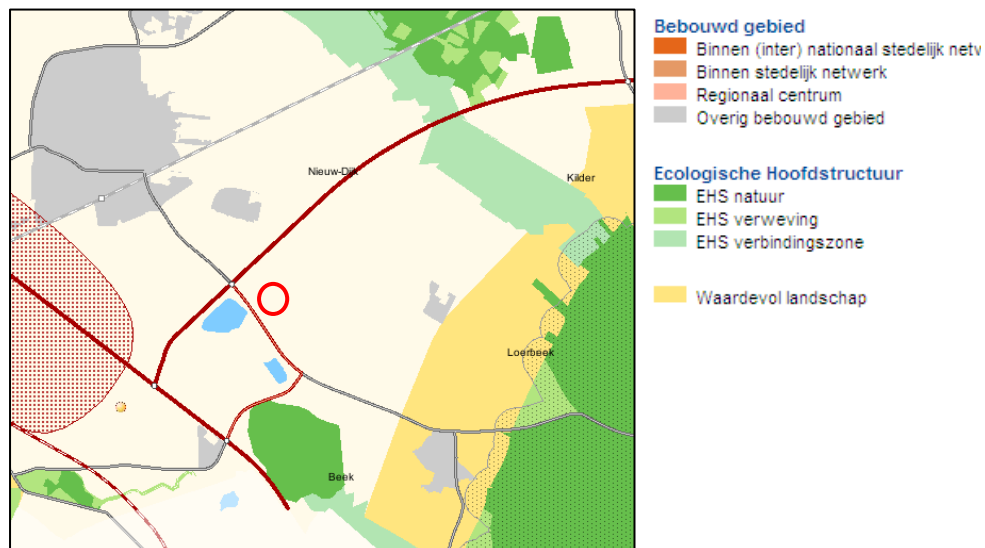 Nieuw-Dijk
Kilder
Loerbeek
Beek
Bebouwd gebied
Binnen (inter) nationaal stedelijk netw
Binnen stedelijk netwerk
Regionaal centrum
Overig bebouwd gebied
Ecologische Hoofdstructuur
EHS natuur
EHS verweving
EHS verbindingszone
Waardevol landschap